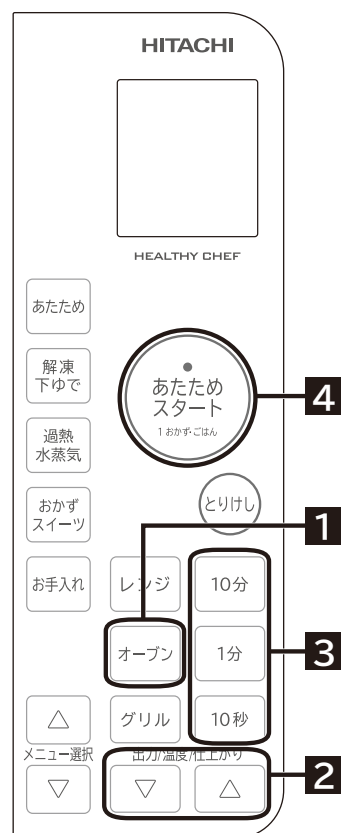 HITACHI
HEALTHY CHEF
あたため
解凍
下ゆで
過熱
水蒸気
おかず
スイーツ
お手入れ
あたため
スタート
1 おかず・ごはん
4
とりけし
1
レンジ
10分
オーブン
1分
3
グリル
10秒
△
メニュー選択
▽
出力/温度/仕上がり
▽
△
2